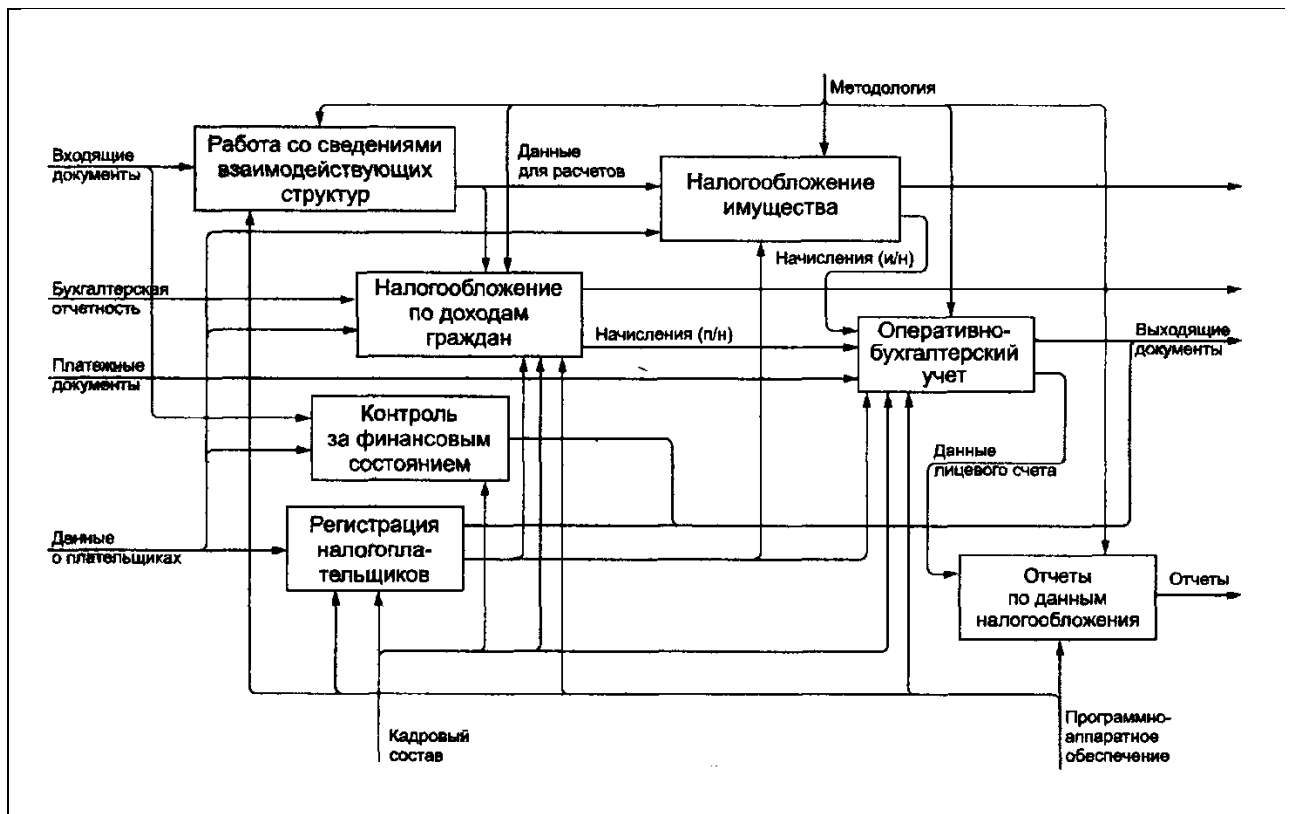 Методология
Работа со сведениями
взаимодействующих
структур
Входящие
документы
Данные
для расчетов
Налогообложение
имущества
Начисления (и/н)
Бухгалтерская
отчетность
Налогообложение
по доходам
граждан
Начисления (п/н)
Оперативно-
бухгалтерский
учет
Выходящие
документы
Платежные
документы
Контроль
за финансовым
состоянием
Данные
лицевого счета
Данные
о плательщиках
Регистрация
налогопла-
тельщиков
Отчеты
по данным
налогообложения
Отчеты
Кадровый
состав
Программно-
аппаратное
обеспечение